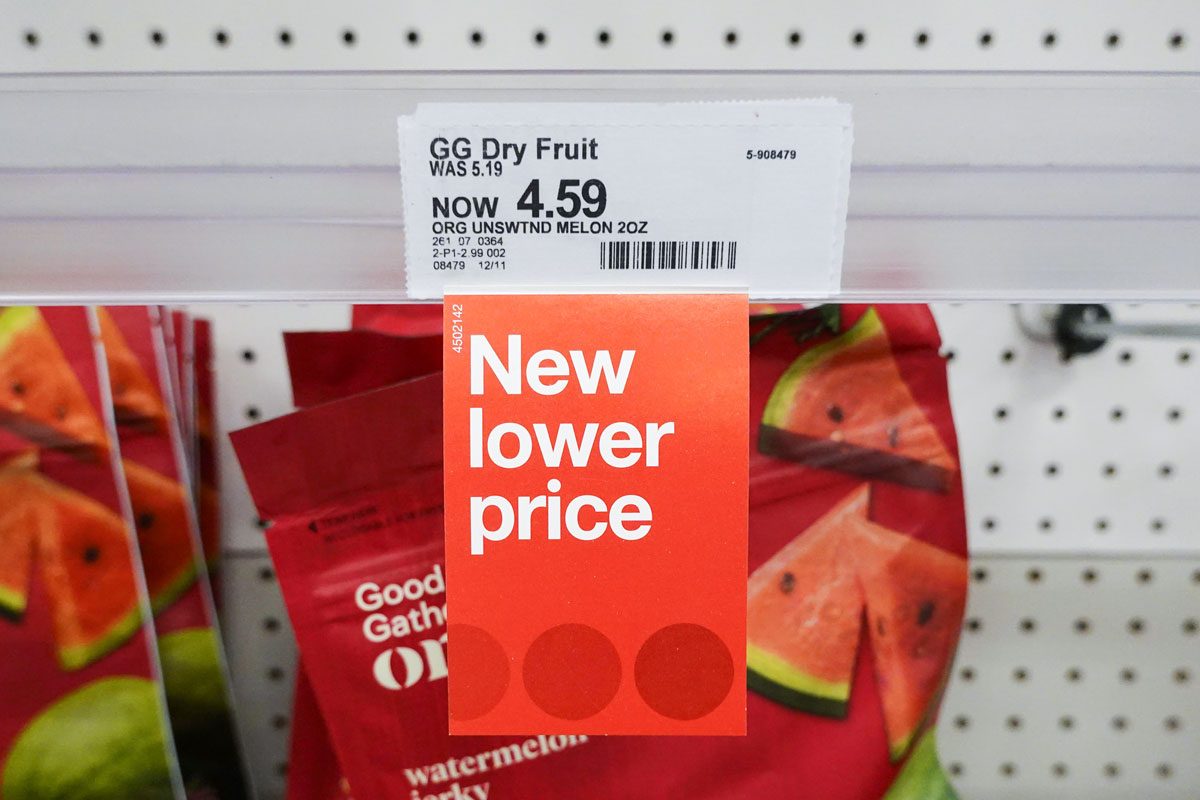 GG Dry Fruit
5-908479
WAS 5.19
NOW 4.59
ORG UNSWTND MELON 2OZ
261 07 0364
2-P1-2.99 002
08479 12/11
4502142
New
lower
price
Good
Gathe
or
watermelon
jerky